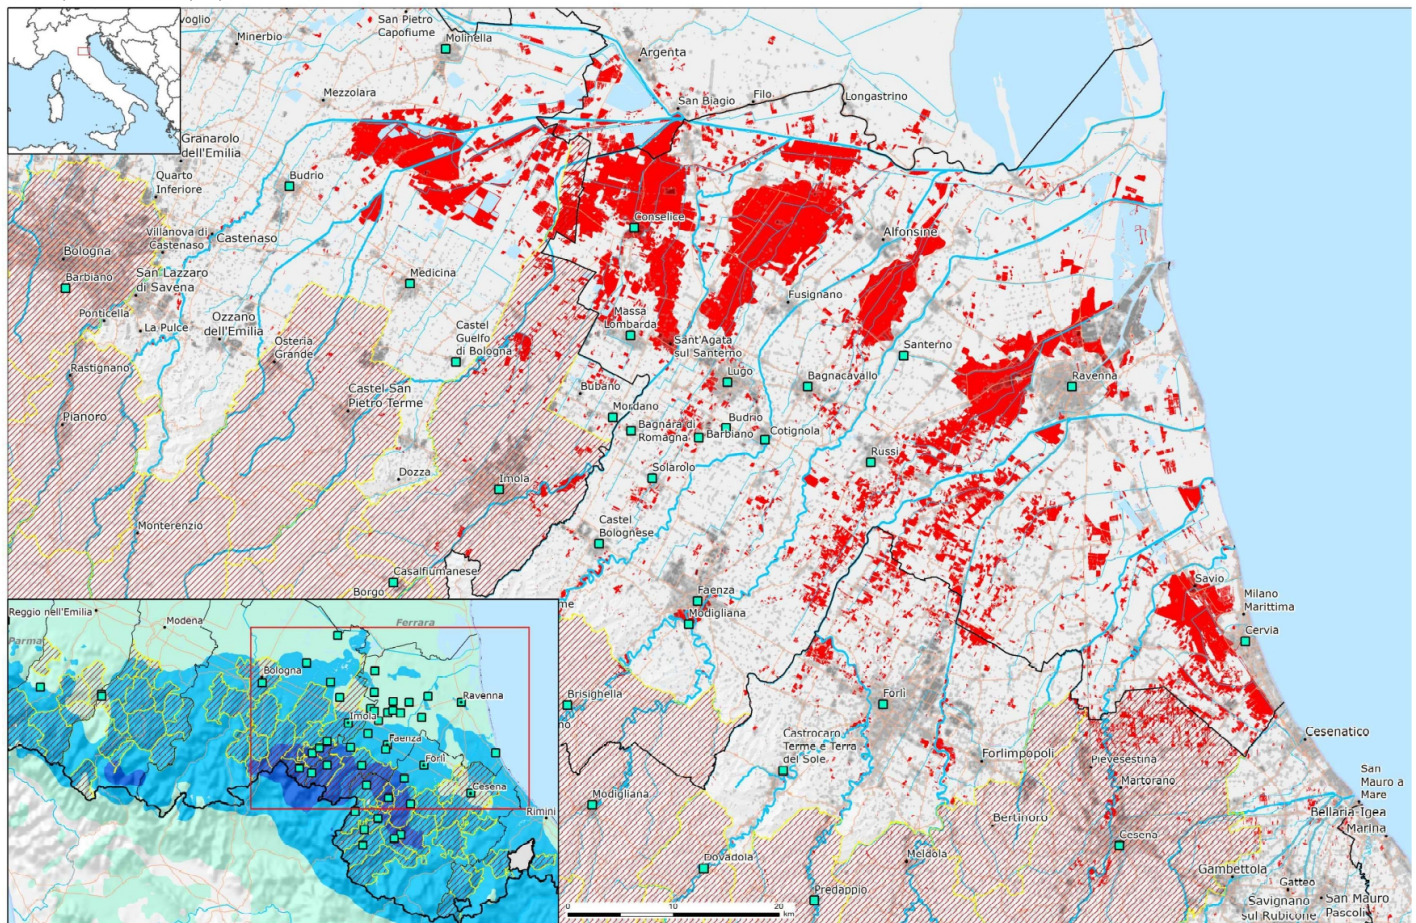 voglio
Minerbio
San Pietro
Capofiume
Molinella
Argenta
Mezzolara
San Biagio
Filo
Longastrino
Granarolo
dell'Emilia
Quarto
Inferiore
Budrio
Villanova di
Castenaso
Castenaso
Conselice
Alfonsine
Bologna
Barbiano
San Lazzaro
di Savena
Medicina
Ponticella
La Pulce
Ozzano
dell'Emilia
Osteria
Grande
Castel
Guelfo
di Bologna
Massa
Lombarda
Fusignano
Sant'Agata
sul Santerno
Santerno
Rastignano
Castel San
Pietro Terme
Bubano
Lugo
Bagnacavallo
Ravenna
Pianoro
Mordano
Bagnara di
Romagna
Budrio
Barbiano
Cotignola
Dozza
Solarolo
Russi
Imola
Monterenzio
Castel
Bolognese
Casalfiumanese
Borgo
Faenza
Modigliana
Savio
Milano
Marittima
Cervia
Brisighella
Forlì
Castrocaro
Terme e Terra
del Sole
Forlimpopoli
Cesenatico
Pievesestina
Martorano
San
Mauro a
Mare
Modigliana
Bertinoro
Bellaria-Igea
Marina
Cesena
Dovadola
Meldola
Gambettola
Gatteo
Predappio
Savignano
sul Rubicone
San Mauro
Pascoli
0
10
20
km
Reggio nell'Emilia
Modena
Ferrara
Parma
Bologna
Ravenna
Imola
Faenza
Forlì
Cesena
Rimini